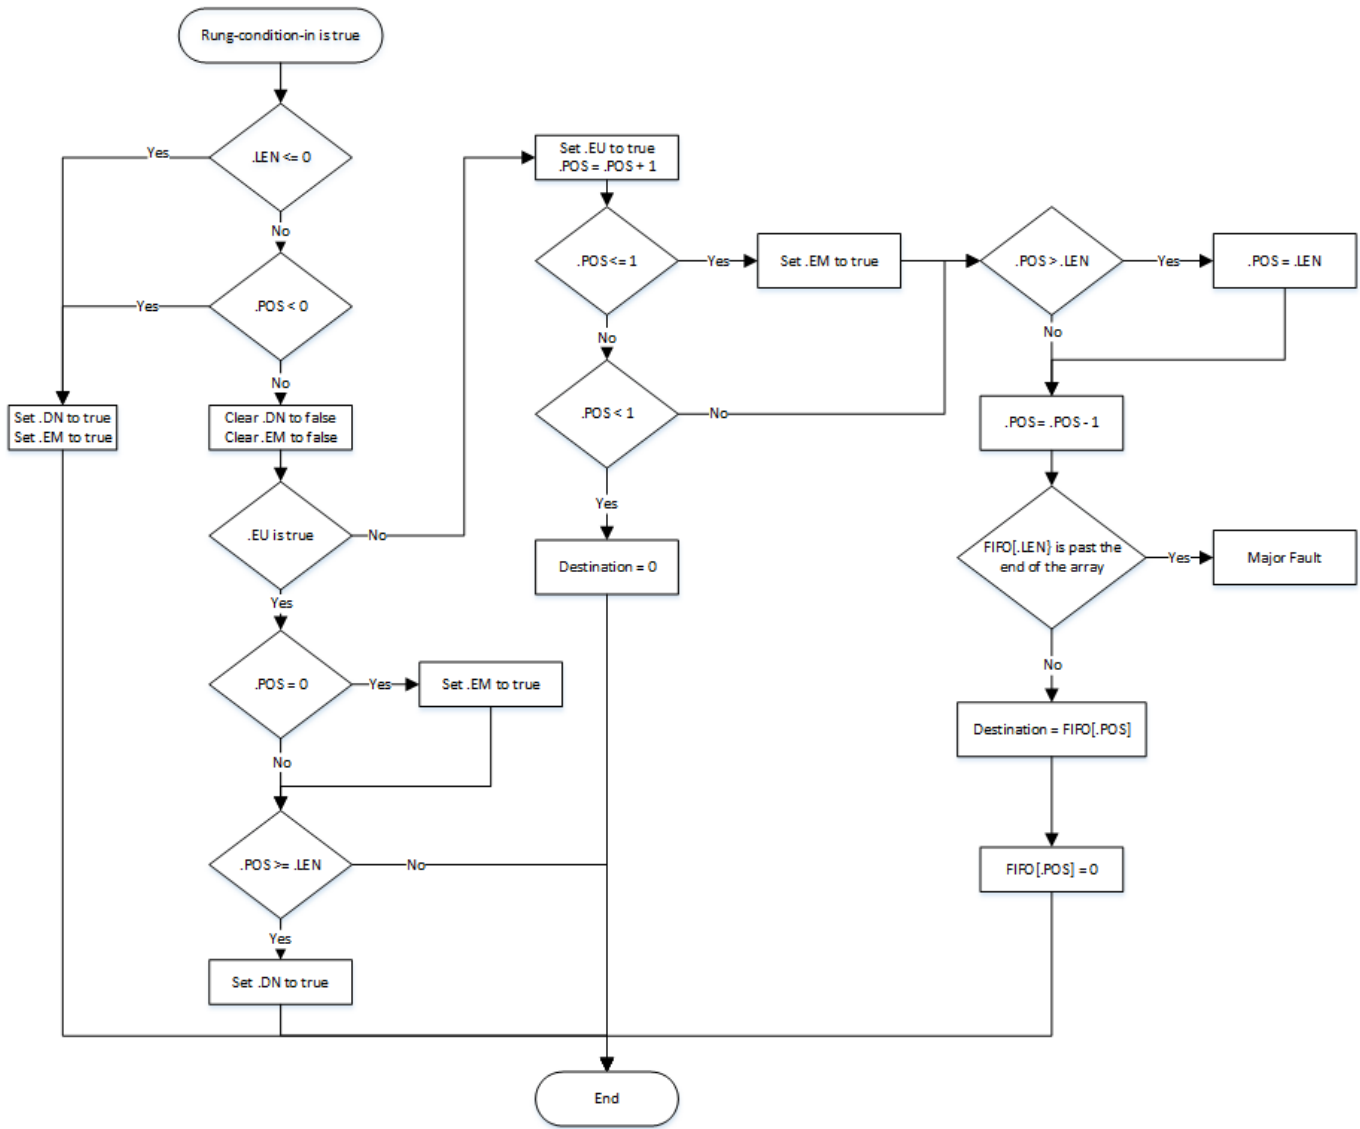 Rung-condition-in is true
.LEN <= 0
Yes
No
.POS < 0
Yes
No
Set .DN to true
Set .EM to true
Clear .DN to false
Clear .EM to false
.EU is true
No
Yes
.POS = 0
Yes
Set .EM to true
No
.POS >= .LEN
No
Yes
Set .DN to true
Set .EU to true
.POS = .POS + 1
.POS <= 1
Yes
Set .EM to true
No
.POS < 1
No
Yes
Destination = 0
.POS > .LEN
Yes
.POS = .LEN
No
.POS = .POS - 1
FIFO[.LEN} is past the
end of the array
Yes
Major Fault
No
Destination = FIFO[.POS]
FIFO[.POS] = 0
End